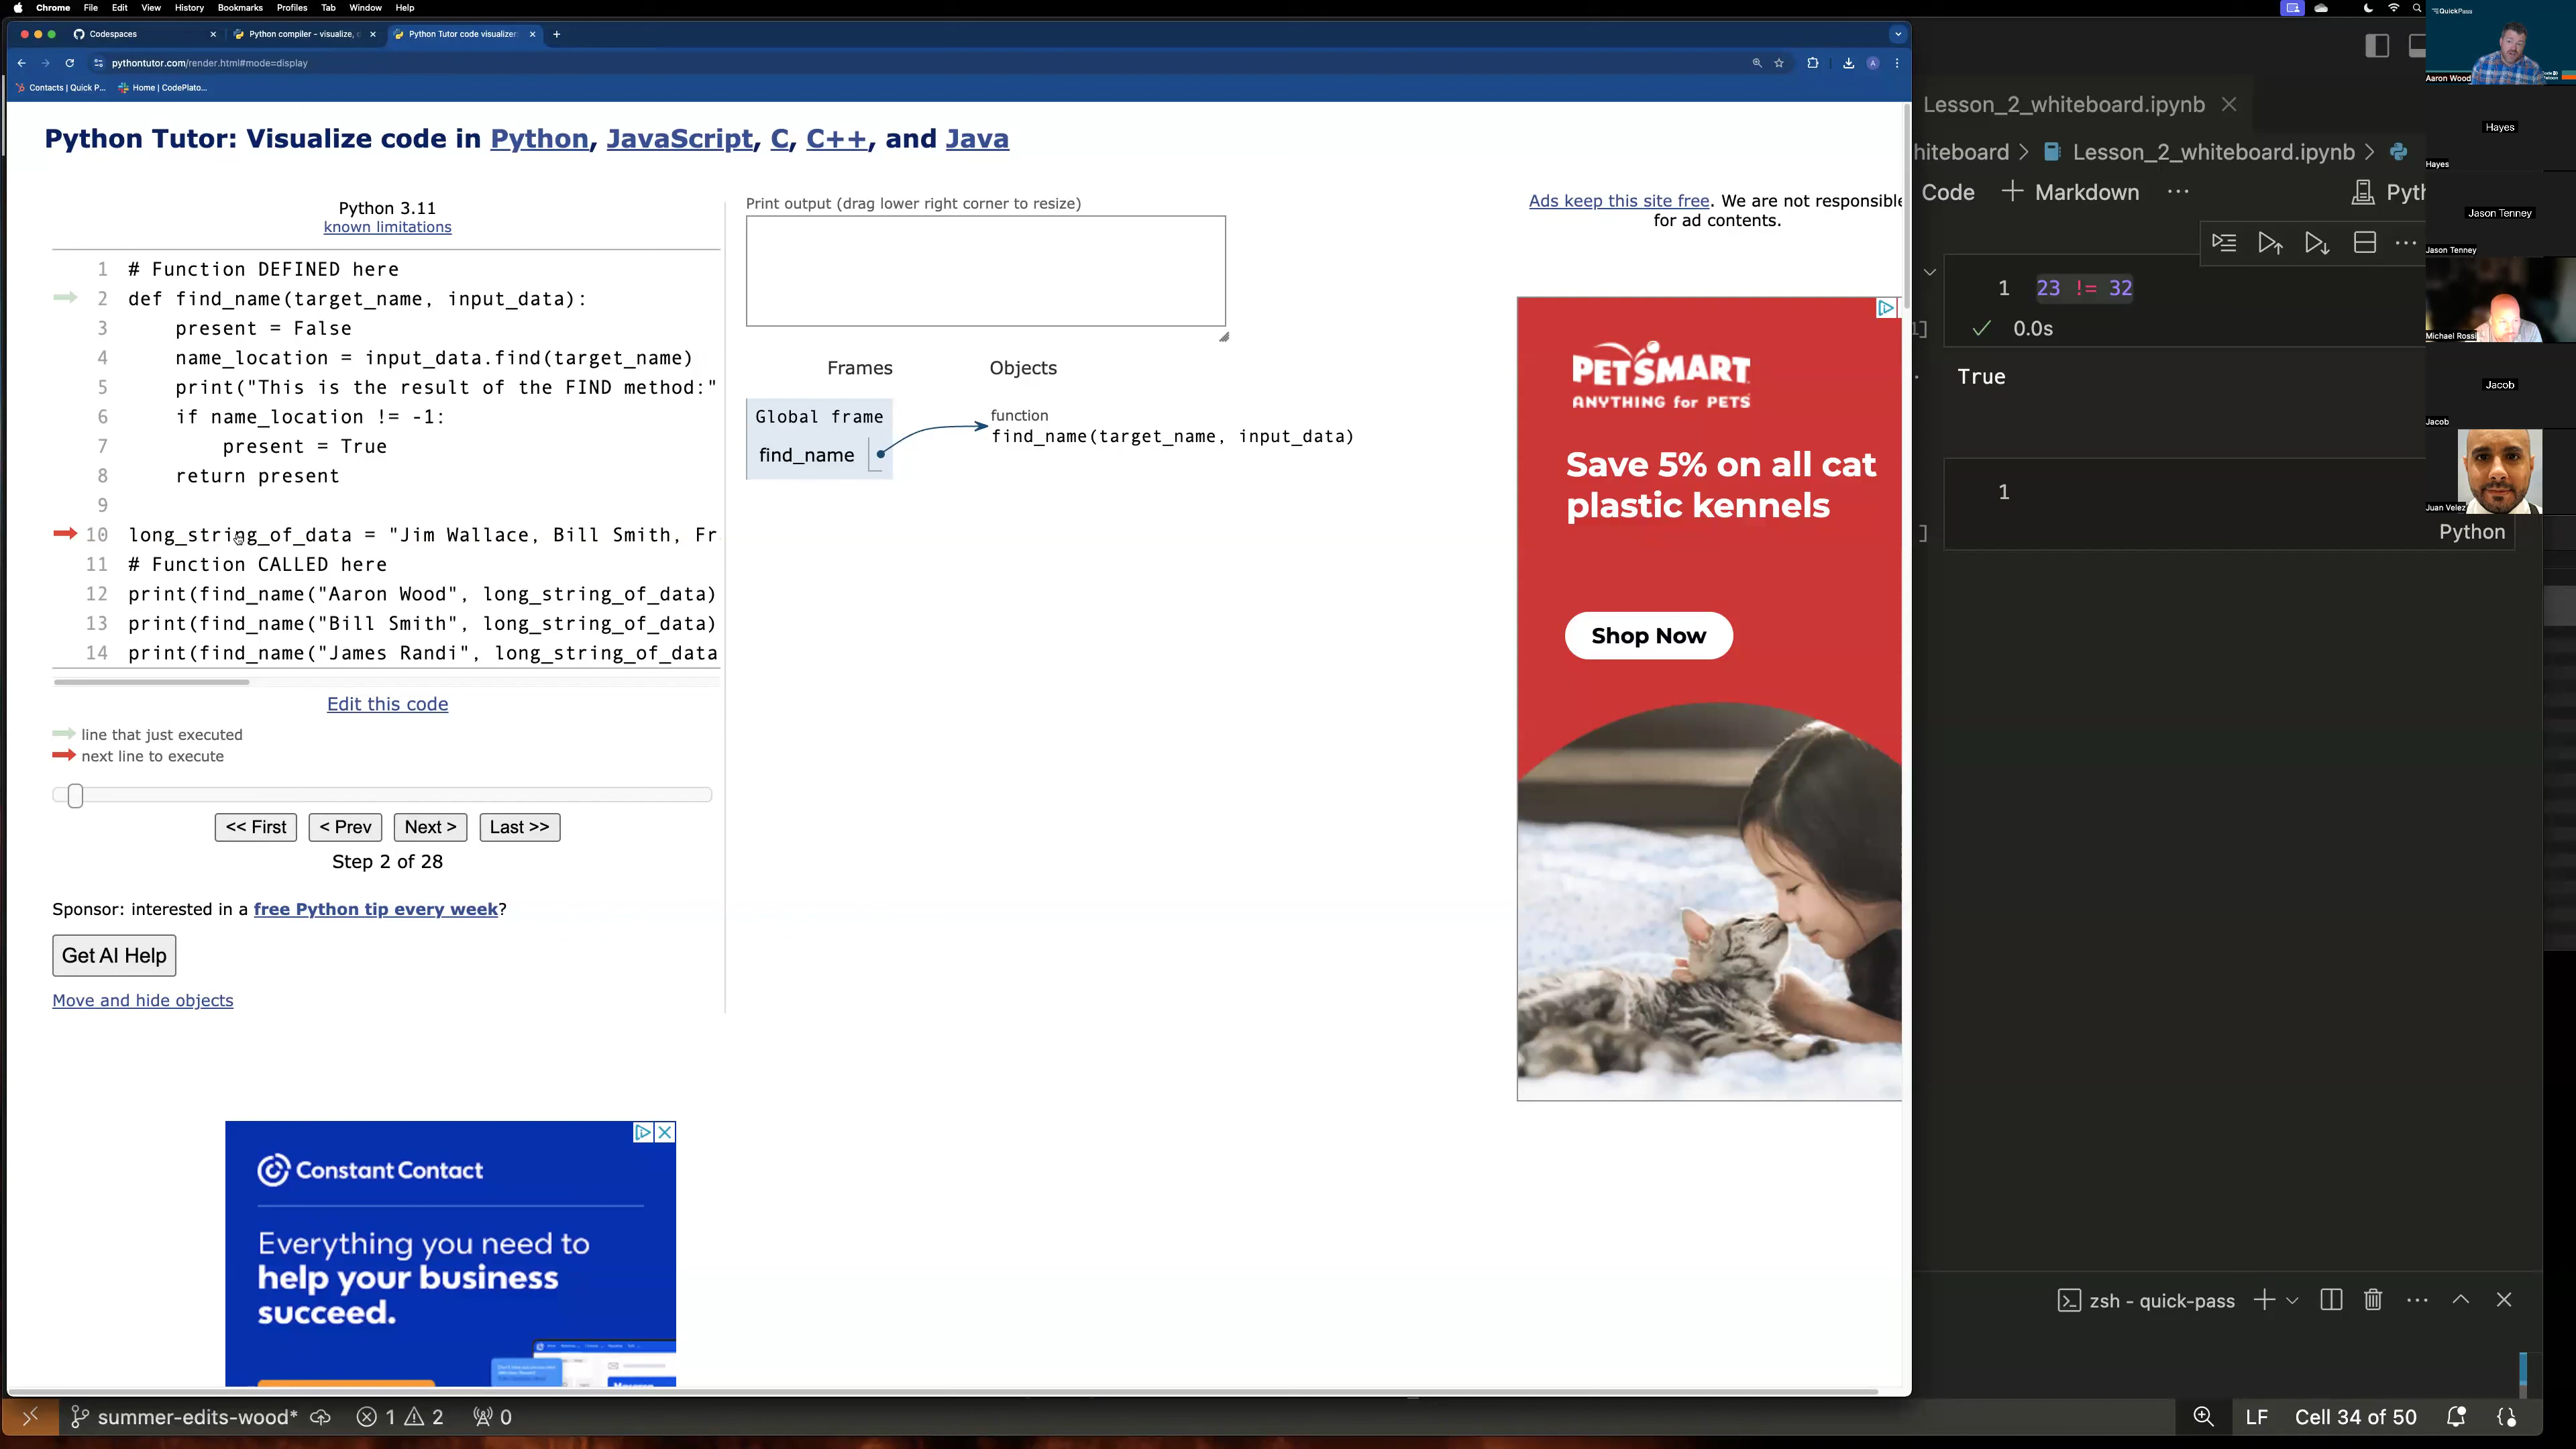 Chrome File Edit View History Bookmarks Profiles Tab Window Help
Codespaces
Python compiler - visualize,
Python Tutor code visualizer
pythontutor.com/render.html#mode=display
Contacts | Quick P...
Home | CodePlato...
Python Tutor: Visualize code in Python, JavaScript, C, C++, and Java
Python 3.11
known limitations
1 # Function DEFINED here
2 def find_name(target_name, input_data):
3 present = False
4 name_location = input_data.find(target_name)
5 print("This is the result of the FIND method:"
6 if name_location != -1:
7 present = True
8 return present
9
10 long_string_of_data = "Jim Wallace, Bill Smith, Fr
11 # Function CALLED here
12 print(find_name("Aaron Wood", long_string_of_data)
13 print(find_name("Bill Smith", long_string_of_data)
14 print(find_name("James Randi", long_string_of_data
Edit this code
line that just executed
next line to execute
<< First
< Prev
Next >
Last >>
Step 2 of 28
Sponsor: interested in a free Python tip every week?
Get AI Help
Move and hide objects
Constant Contact
Everything you need to
help your business
succeed.
Print output (drag lower right corner to resize)
Frames
Objects
Global frame
find_name
function
find_name(target_name, input_data)
Ads keep this site free. We are not responsible
for ad contents.
PETSMART
ANYTHING for PETS
Save 5% on all cat
plastic kennels
Shop Now
Lesson_2_whiteboard.ipynb
hiteboard > Lesson_2_whiteboard.ipynb >
Code + Markdown ...
Pyth
1 23 != 32
0.0s
True
1
Python
QuickPass
Aaron Wood
Hayes
Hayes
Jason Tenney
Jason Tenney
Michael Rossi
Jacob
Jacob
Juan Velez
zsh - quick-pass
summer-edits-wood*
1
2
0
LF
Cell 34 of 50